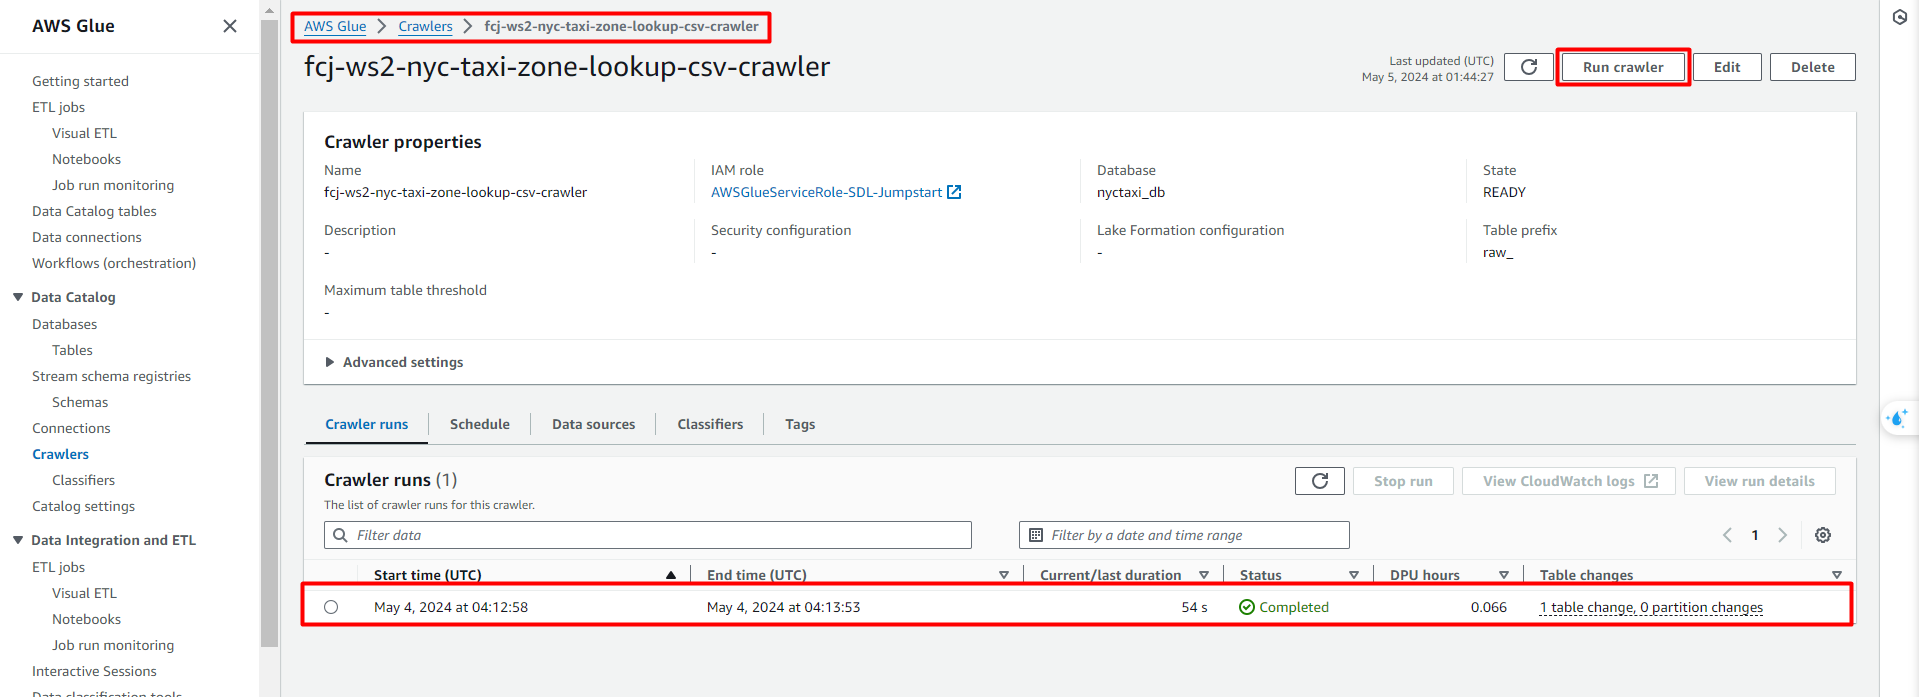 AWS Glue
Getting started
ETL jobs
Visual ETL
Notebooks
Job run monitoring
Data Catalog tables
Data connections
Workflows (orchestration)
Data Catalog
Databases
Tables
Stream schema registries
Schemas
Connections
Crawlers
Classifiers
Catalog settings
Data Integration and ETL
ETL jobs
Visual ETL
Notebooks
Job run monitoring
Interactive Sessions
Data classification tools
AWS Glue > Crawlers > fcj-ws2-nyc-taxi-zone-lookup-csv-crawler
fcj-ws2-nyc-taxi-zone-lookup-csv-crawler
Last updated (UTC)
May 5, 2024 at 01:44:27
Run crawler
Edit
Delete
Crawler properties
Name
fcj-ws2-nyc-taxi-zone-lookup-csv-crawler
IAM role
AWSGlueServiceRole-SDL-Jumpstart
Database
nyctaxi_db
State
READY
Description
-
Security configuration
-
Lake Formation configuration
-
Table prefix
raw_
Maximum table threshold
-
Advanced settings
Crawler runs
Schedule
Data sources
Classifiers
Tags
Crawler runs (1)
The list of crawler runs for this crawler.
Stop run
View CloudWatch logs
View run details
Filter data
Filter by a date and time range
1
Start time (UTC) End time (UTC) Current/last duration Status DPU hours Table changes
May 4, 2024 at 04:12:58 May 4, 2024 at 04:13:53 54 s Completed 0.066 1 table change, 0 partition changes